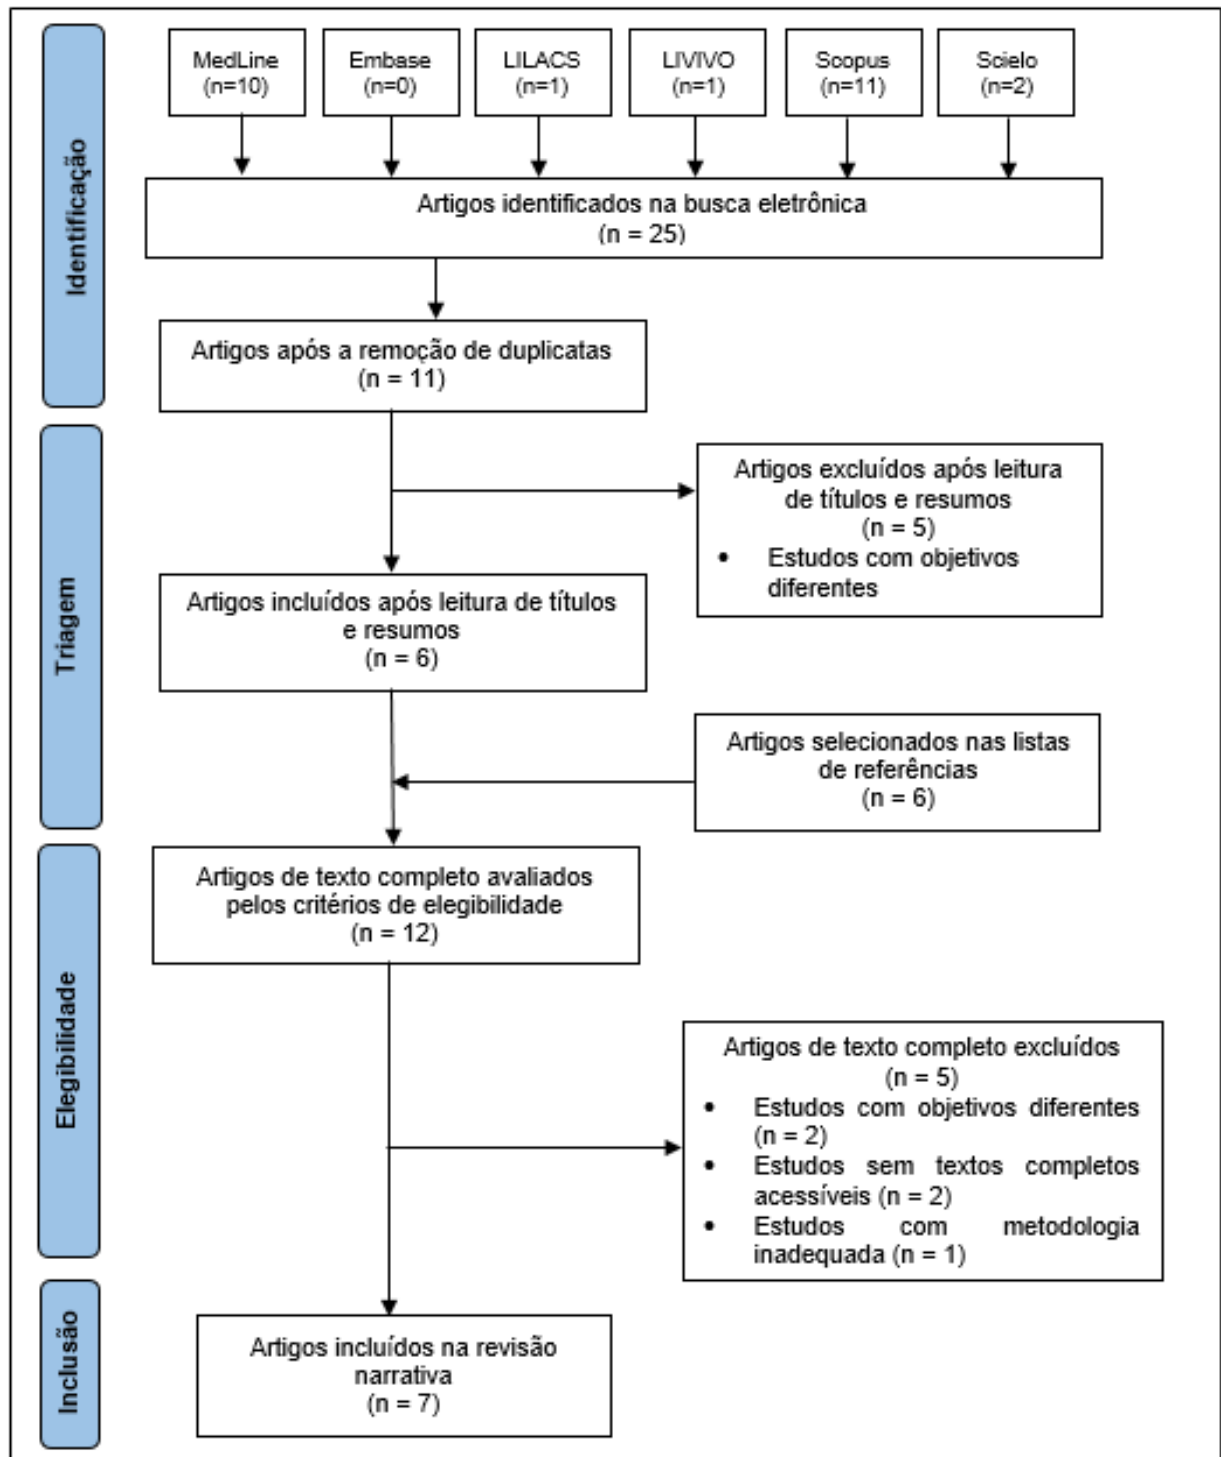 Identificação
MedLine
(n=10)
Embase
(n=0)
LILACS
(n=1)
LIVIVO
(n=1)
Scopus
(n=11)
Scielo
(n=2)
Artigos identificados na busca eletrônica
(n = 25)
Artigos após a remoção de duplicatas
(n = 11)
Triagem
Artigos excluídos após leitura
de títulos e resumos
(n = 5)
• Estudos com objetivos
diferentes
Artigos incluídos após leitura de títulos
e resumos
(n = 6)
Artigos selecionados nas listas
de referências
(n = 6)
Elegibilidade
Artigos de texto completo avaliados
pelos critérios de elegibilidade
(n = 12)
Artigos de texto completo excluídos
(n = 5)
• Estudos com objetivos diferentes
(n = 2)
• Estudos sem textos completos
acessíveis (n = 2)
• Estudos com metodologia
inadequada (n = 1)
Inclusão
Artigos incluídos na revisão
narrativa
(n = 7)